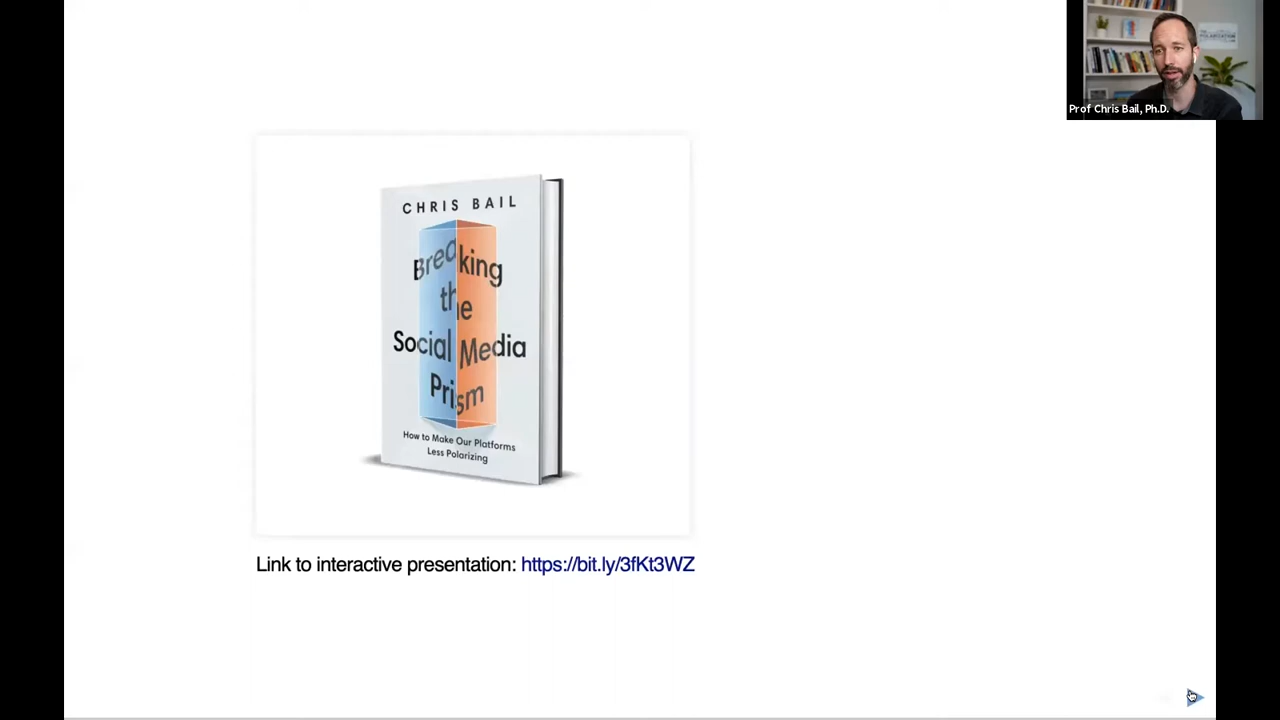 Prof Chris Bail, Ph.D.
CHRIS BAIL
Breaking
the
Social Media
Prism
How to Make Our Platforms
Less Polarizing
Link to interactive presentation: https://bit.ly/3fKt3WZ